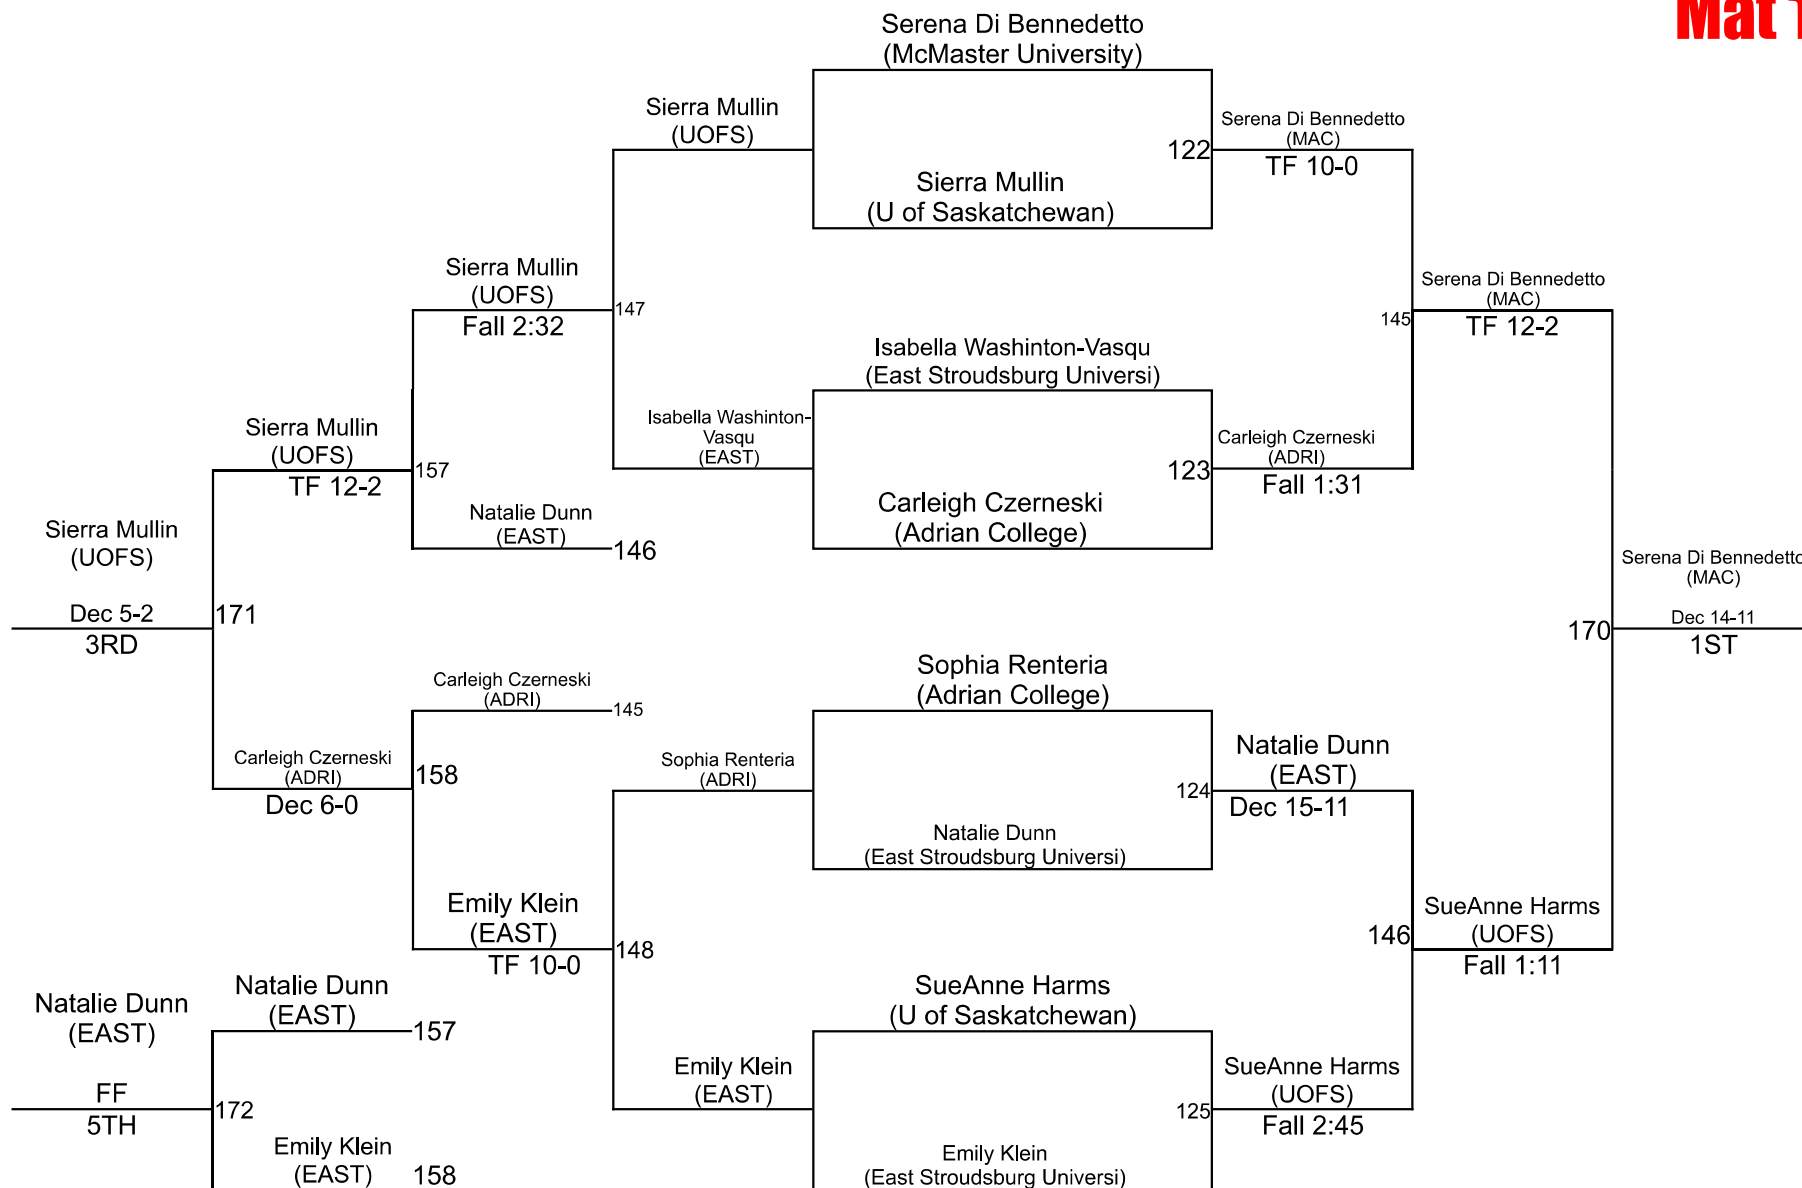 Mat 1
Serena Di Bennedetto
(McMaster University)
Sierra Mullin
(UOFS)
122
Serena Di Bennedetto
(MAC)
TF 10-0
Sierra Mullin
(U of Saskatchewan)
Sierra Mullin
(UOFS)
Fall 2:32
147
Serena Di Bennedetto
(MAC)
TF 12-2
145
Isabella Washinton-Vasqu
(East Stroudsburg Universi)
Sierra Mullin
(UOFS)
TF 12-2
157
Isabella Washinton-
Vasqu
(EAST)
123
Carleigh Czerneski
(ADRI)
Fall 1:31
Natalie Dunn
(EAST)
146
Carleigh Czerneski
(Adrian College)
Sierra Mullin
(UOFS)
Dec 5-2
3RD
171
Serena Di Bennedetto
(MAC)
Dec 14-11
1ST
170
Carleigh Czerneski
(ADRI)
145
Sophia Renteria
(Adrian College)
Carleigh Czerneski
(ADRI)
Dec 6-0
158
Sophia Renteria
(ADRI)
124
Natalie Dunn
(EAST)
Dec 15-11
Natalie Dunn
(East Stroudsburg Universi)
Emily Klein
(EAST)
TF 10-0
148
146
SueAnne Harms
(UOFS)
Fall 1:11
Natalie Dunn
(EAST)
FF
5TH
172
Natalie Dunn
(EAST)
157
SueAnne Harms
(U of Saskatchewan)
Emily Klein
(EAST)
125
SueAnne Harms
(UOFS)
Fall 2:45
Emily Klein
(EAST)
158
Emily Klein
(East Stroudsburg Universi)